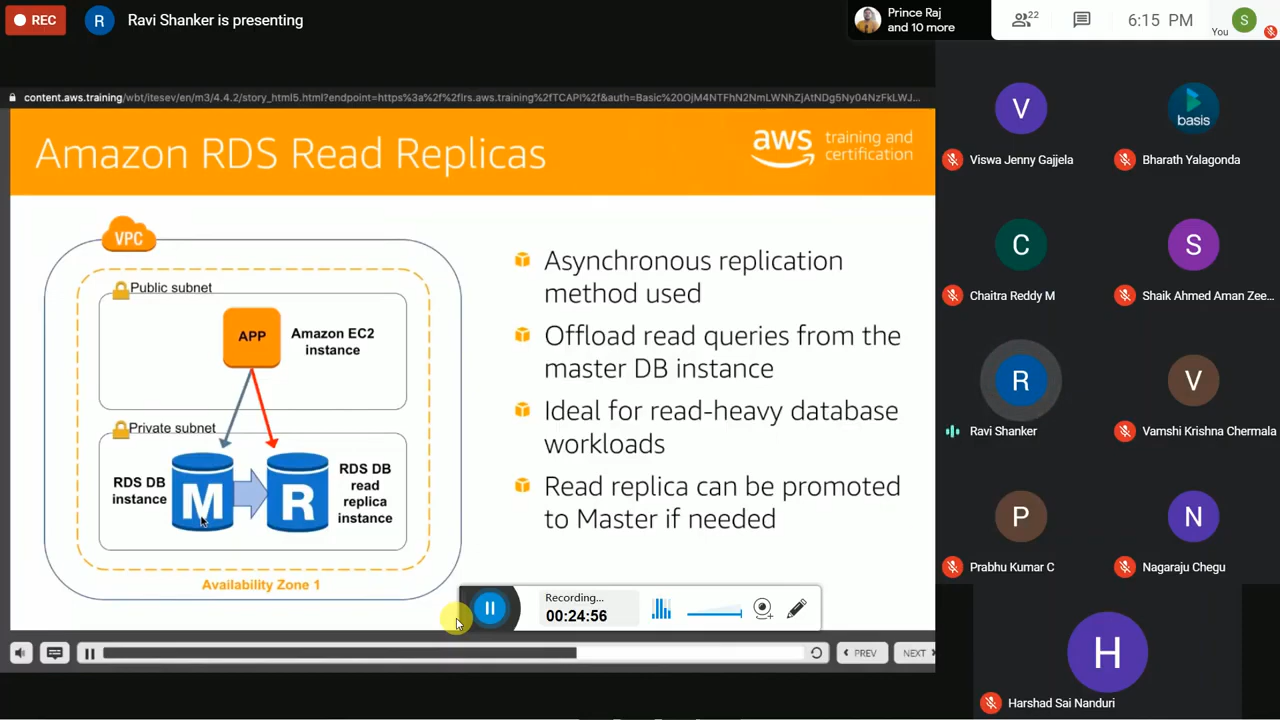 REC
R
Ravi Shanker is presenting
Prince Raj
and 10 more
22
6:15 PM
You
S
content.aws.training/wbt/itesev/en/m3/4.4.2/story_html5.html?endpoint=https%3a%2f%2flrs.aws.training%2fTCAPI%2f&auth=Basic%20OjM4NTFhN2NmLWNhZjAtNDg5Ny04NzFkLWJ...
Amazon RDS Read Replicas
aws training and
certification
VPC
Public subnet
APP
Amazon EC2
instance
Private subnet
RDS DB
instance
M
R
RDS DB
read
replica
instance
Availability Zone 1
Asynchronous replication
method used
Offload read queries from the
master DB instance
Ideal for read-heavy database
workloads
Read replica can be promoted
to Master if needed
Recording...
00:24:56
PREV
NEXT
V
Viswa Jenny Gajjela
basis
Bharath Yalagonda
C
Chaitra Reddy M
S
Shaik Ahmed Aman Zee...
R
Ravi Shanker
V
Vamshi Krishna Chermala
P
Prabhu Kumar C
N
Nagaraju Chegu
H
Harshad Sai Nanduri